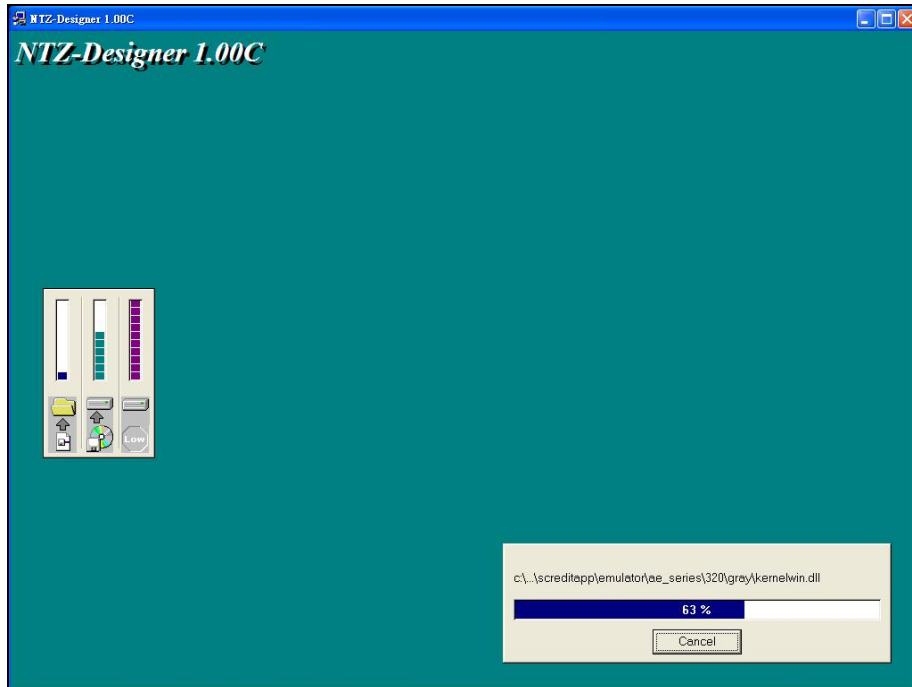 NTZ-Designer 1.00C
NTZ-Designer 1.00C
Low
c:\...\screditapp\emulator\ae_series\320\gray\kernelwin.dll
63 %
Cancel